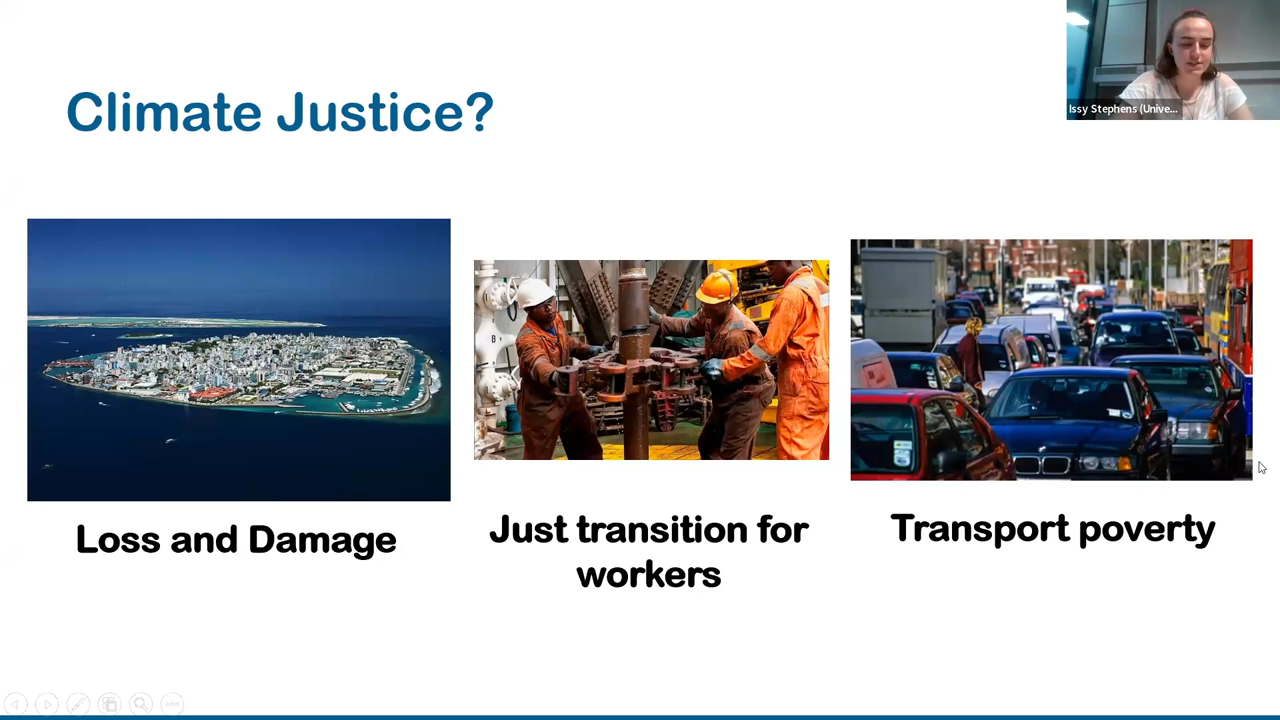 Climate Justice?
Issy Stephens (Unive...
Loss and Damage
Just transition for
workers
Transport poverty